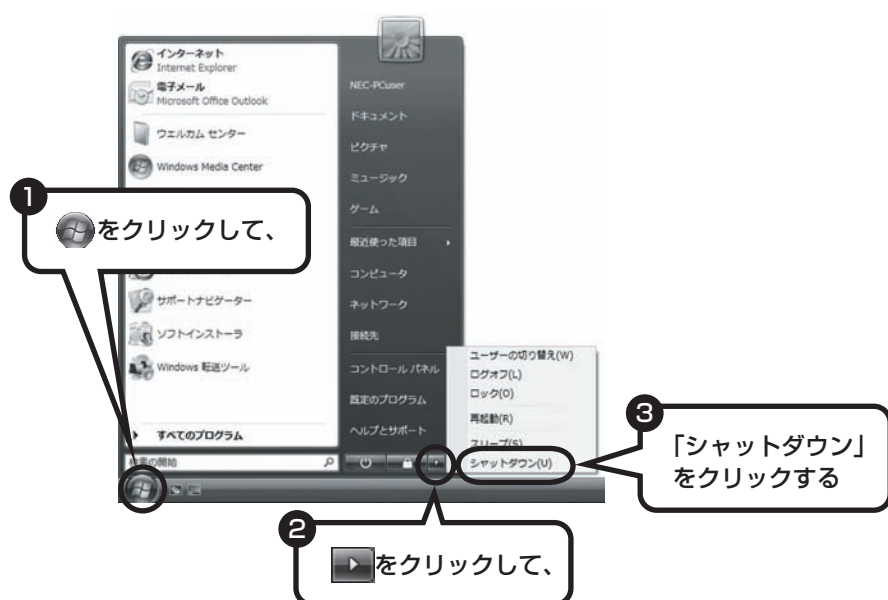 インターネット
Internet Explorer
電子メール
Microsoft Office Outlook
ウェルカム センター
Windows Media Center
サポートナビゲーター
ソフトインストーラ
Windows 転送ツール
すべてのプログラム
の開始
NEC-PCuser
ドキュメント
ピクチャ
ミュージック
ゲーム
最近使った項目
コンピュータ
ネットワーク
接続先
コントロール パネル
既定のプログラム
ヘルプとサポート
ユーザーの切り替え(W)
ログオフ(L)
ロック(O)
再起動(R)
スリープ(S)
シャットダウン(U)
1
をクリックして、
2
をクリックして、
3
「シャットダウン」
をクリックする